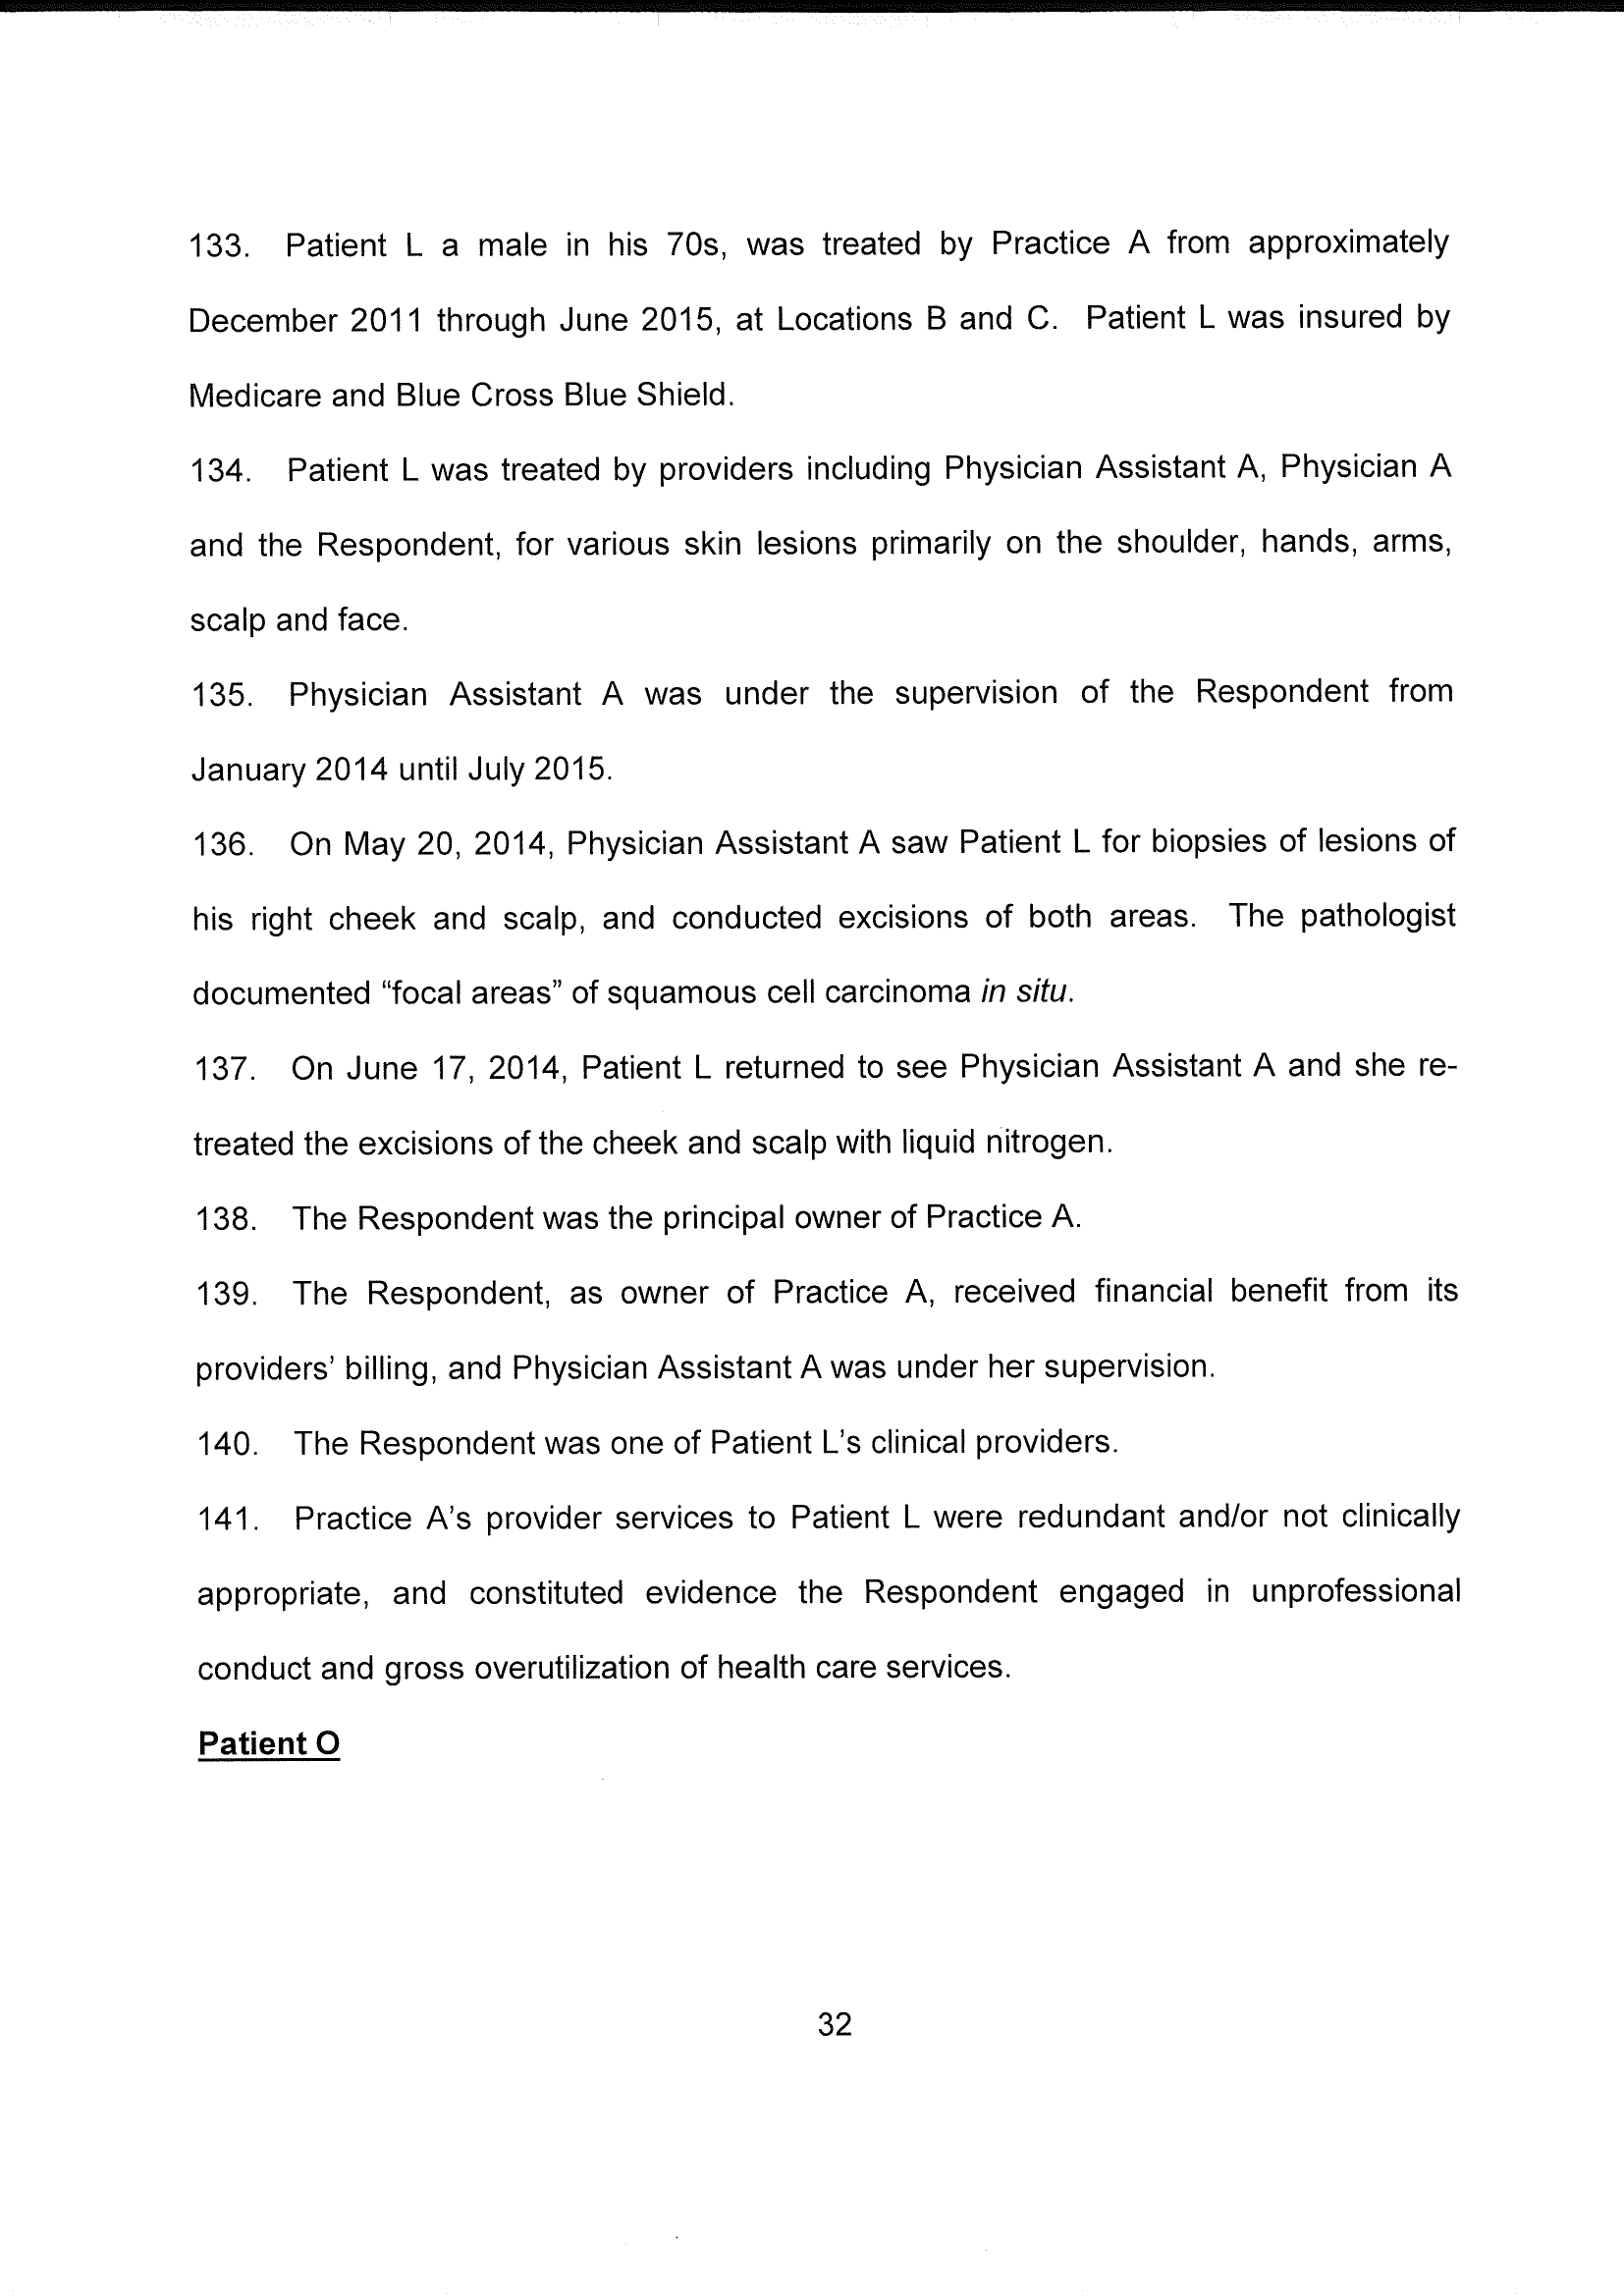 133. Patient L a male in his 70s, was treated by Practice A from approximately
December 2011 through June 2015, at Locations B and C. Patient L was insured by
Medicare and Blue Cross Blue Shield.
134. Patient L was treated by providers including Physician Assistant A, Physician A
and the Respondent, for various skin lesions primarily on the shoulder, hands, arms,
scalp and face.
135. Physician Assistant A was under the supervision of the Respondent from
January 2014 until July 2015.
136. On May 20, 2014, Physician Assistant A saw Patient L for biopsies of lesions of
his right cheek and scalp, and conducted excisions of both areas. The pathologist
documented “focal areas” of squamous cell carcinoma in situ.
137. On June 17, 2014, Patient L returned to see Physician Assistant A and she re-
treated the excisions of the cheek and scalp with liquid nitrogen.
138. The Respondent was the principal owner of Practice A.
139. The Respondent, as owner of Practice A, received financial benefit from its
providers’ billing, and Physician Assistant A was under her supervision.
140. The Respondent was one of Patient L’s clinical providers.
141. Practice A’s provider services to Patient L were redundant and/or not clinically
appropriate, and constituted evidence the Respondent engaged in unprofessional
conduct and gross overutilization of health care services.
Patient O
32